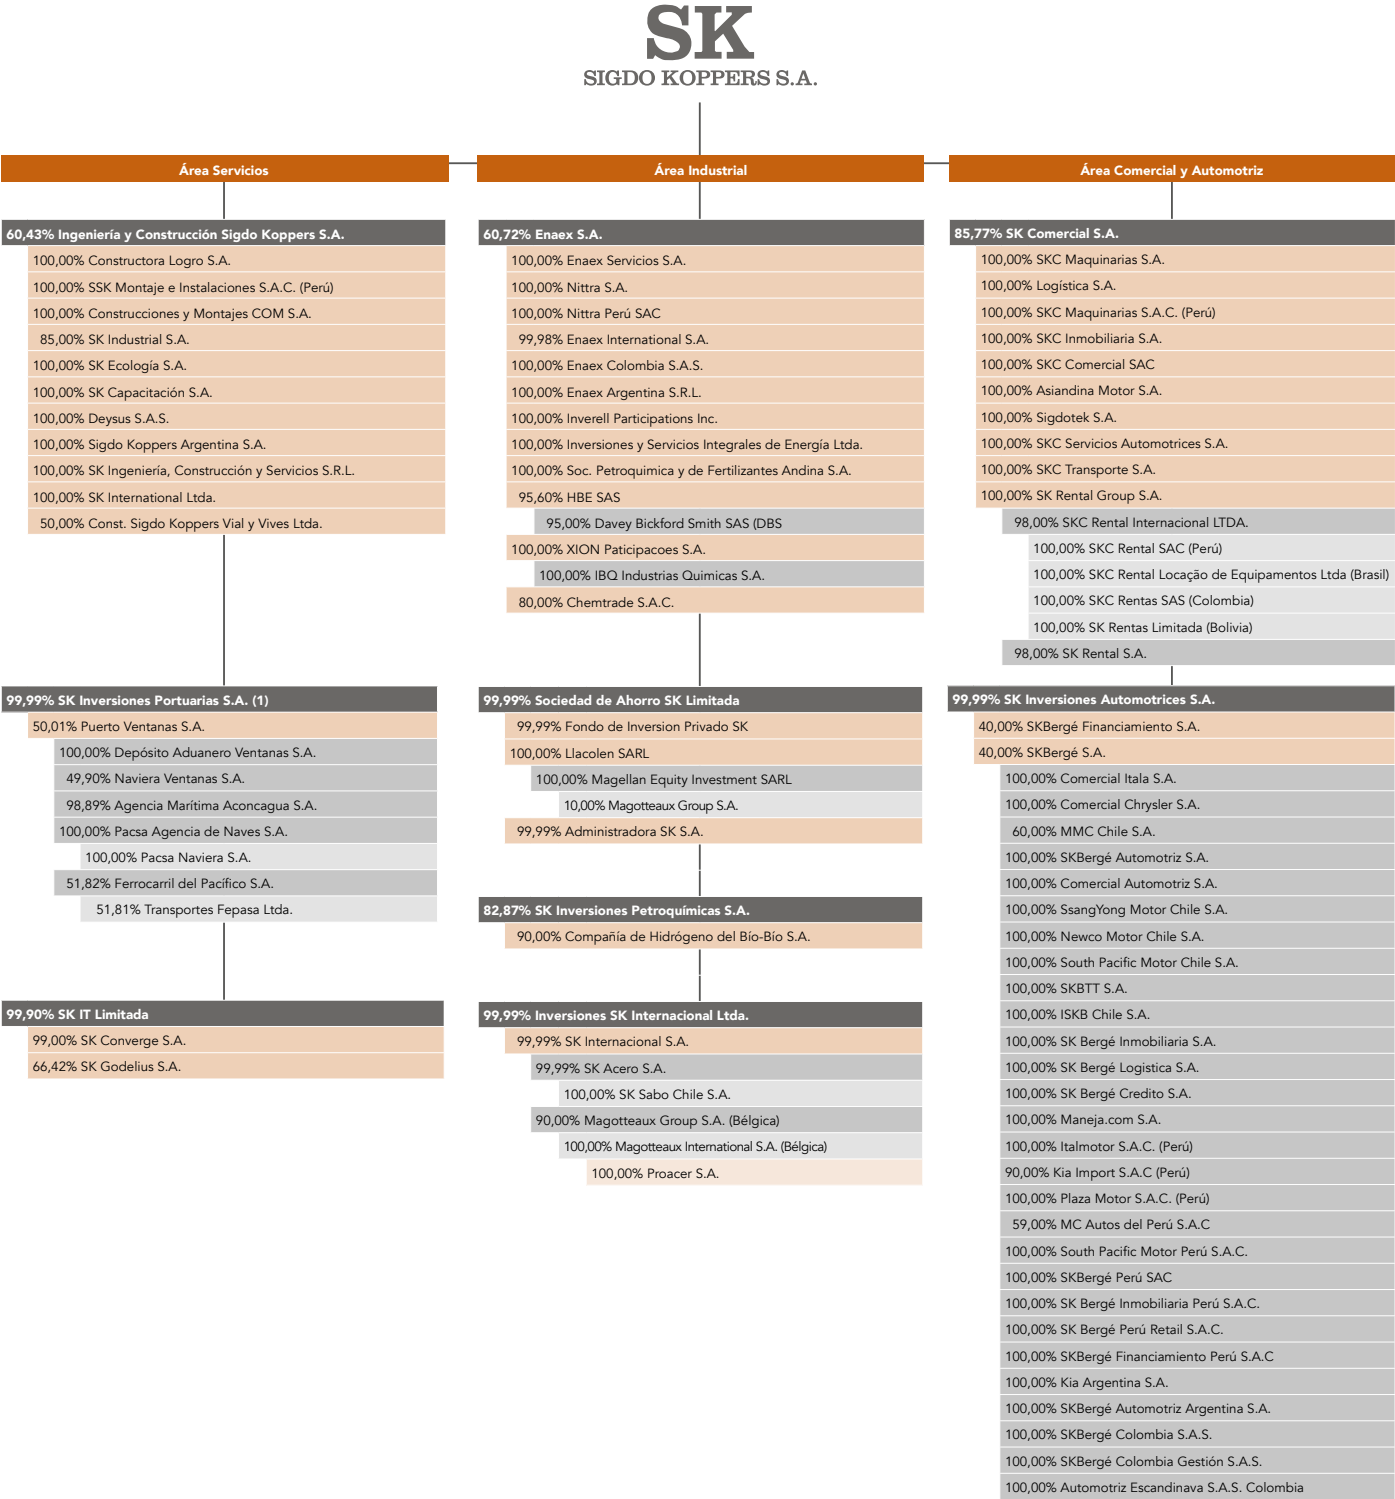 SK
SIGDO KOPPERS S.A.
Área Servicios
60,43% Ingeniería y Construcción Sigdo Koppers S.A.
100,00% Constructora Logro S.A.
100,00% SSK Montaje e Instalaciones S.A.C. (Perú)
100,00% Construcciones y Montajes COM S.A.
85,00% SK Industrial S.A.
100,00% SK Ecología S.A.
100,00% SK Capacitación S.A.
100,00% Deysus S.A.S.
100,00% Sigdo Koppers Argentina S.A.
100,00% SK Ingeniería, Construcción y Servicios S.R.L.
100,00% SK International Ltda.
50,00% Const. Sigdo Koppers Vial y Vives Ltda.
99,99% SK Inversiones Portuarias S.A. (1)
50,01% Puerto Ventanas S.A.
100,00% Depósito Aduanero Ventanas S.A.
49,90% Naviera Ventanas S.A.
98,89% Agencia Marítima Aconcagua S.A.
100,00% Pacsa Agencia de Naves S.A.
100,00% Pacsa Naviera S.A.
51,82% Ferrocarril del Pacífico S.A.
51,81% Transportes Fepasa Ltda.
99,90% SK IT Limitada
99,00% SK Converge S.A.
66,42% SK Godelius S.A.
Área Industrial
60,72% Enaex S.A.
100,00% Enaex Servicios S.A.
100,00% Nittra S.A.
100,00% Nittra Perú SAC
99,98% Enaex International S.A.
100,00% Enaex Colombia S.A.S.
100,00% Enaex Argentina S.R.L.
100,00% Inverell Participations Inc.
100,00% Inversiones y Servicios Integrales de Energía Ltda.
100,00% Soc. Petroquimica y de Fertilizantes Andina S.A.
95,60% HBE SAS
95,00% Davey Bickford Smith SAS (DBS
100,00% XION Paticipacoes S.A.
100,00% IBQ Industrias Quimicas S.A.
80,00% Chemtrade S.A.C.
99,99% Sociedad de Ahorro SK Limitada
99,99% Fondo de Inversion Privado SK
100,00% Llacolen SARL
100,00% Magellan Equity Investment SARL
10,00% Magotteaux Group S.A.
99,99% Administradora SK S.A.
82,87% SK Inversiones Petroquímicas S.A.
90,00% Compañía de Hidrógeno del Bío-Bío S.A.
99,99% Inversiones SK Internacional Ltda.
99,99% SK Internacional S.A.
99,99% SK Acero S.A.
100,00% SK Sabo Chile S.A.
90,00% Magotteaux Group S.A. (Bélgica)
100,00% Magotteaux International S.A. (Bélgica)
100,00% Proacer S.A.
Área Comercial y Automotriz
85,77% SK Comercial S.A.
100,00% SKC Maquinarias S.A.
100,00% Logística S.A.
100,00% SKC Maquinarias S.A.C. (Perú)
100,00% SKC Inmobiliaria S.A.
100,00% SKC Comercial SAC
100,00% Asiandina Motor S.A.
100,00% Sigdotek S.A.
100,00% SKC Servicios Automotrices S.A.
100,00% SKC Transporte S.A.
100,00% SK Rental Group S.A.
98,00% SKC Rental Internacional LTDA.
100,00% SKC Rental SAC (Perú)
100,00% SKC Rental Locação de Equipamentos Ltda (Brasil)
100,00% SKC Rentas SAS (Colombia)
100,00% SK Rentas Limitada (Bolivia)
98,00% SK Rental S.A.
99,99% SK Inversiones Automotrices S.A.
40,00% SKBergé Financiamiento S.A.
40,00% SKBergé S.A.
100,00% Comercial Itala S.A.
100,00% Comercial Chrysler S.A.
60,00% MMC Chile S.A.
100,00% SKBergé Automotriz S.A.
100,00% Comercial Automotriz S.A.
100,00% SsangYong Motor Chile S.A.
100,00% Newco Motor Chile S.A.
100,00% South Pacific Motor Chile S.A.
100,00% SKBTT S.A.
100,00% ISKB Chile S.A.
100,00% SK Bergé Inmobiliaria S.A.
100,00% SK Bergé Logistica S.A.
100,00% SK Bergé Credito S.A.
100,00% Maneja.com S.A.
100,00% Italmotor S.A.C. (Perú)
90,00% Kia Import S.A.C (Perú)
100,00% Plaza Motor S.A.C. (Perú)
59,00% MC Autos del Perú S.A.C
100,00% South Pacific Motor Perú S.A.C.
100,00% SKBergé Perú SAC
100,00% SK Bergé Inmobiliaria Perú S.A.C.
100,00% SK Bergé Perú Retail S.A.C.
100,00% SKBergé Financiamiento Perú S.A.C
100,00% Kia Argentina S.A.
100,00% SKBergé Automotriz Argentina S.A.
100,00% SKBergé Colombia S.A.S.
100,00% SKBergé Colombia Gestión S.A.S.
100,00% Automotriz Escandinava S.A.S. Colombia